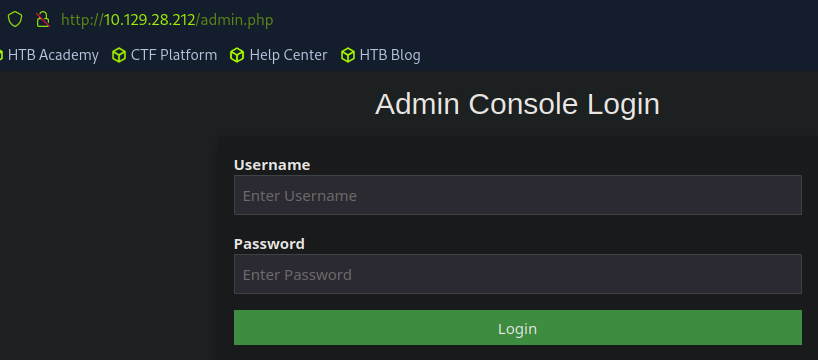 http://10.129.28.212/admin.php
HTB Academy CTF Platform Help Center HTB Blog
Admin Console Login
Username
Enter Username
Password
Enter Password
Login